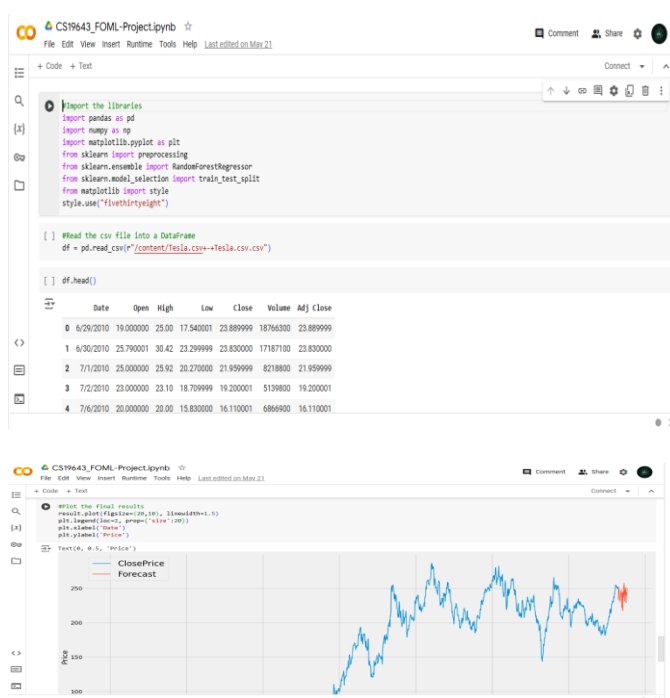 CS19643_FOML-Project.ipynb
Comment Share
File Edit View Insert Runtime Tools Help Last edited on May 21
+ Code + Text Connect
#Import the libraries
import pandas as pd
import numpy as np
import matplotlib.pyplot as plt
from sklearn import preprocessing
from sklearn.ensemble import RandomForestRegressor
from sklearn.model_selection import train_test_split
from matplotlib import style
style.use("fivethirtyeight")
[ ] #Read the csv file into a DataFrame
df = pd.read_csv(r"/content/Tesla.csv+-+Tesla.csv.csv")
[ ] df.head()
Date Open High Low Close Volume Adj Close
0 6/29/2010 19.000000 25.00 17.540001 23.889999 18766300 23.889999
1 6/30/2010 25.790001 30.42 23.299999 23.830000 17187100 23.830000
2 7/1/2010 25.000000 25.92 20.270000 21.959999 8218800 21.959999
3 7/2/2010 23.000000 23.10 18.709999 19.200001 5139800 19.200001
4 7/6/2010 20.000000 20.00 15.830000 16.110001 6866900 16.110001
CS19643_FOML-Project.ipynb
Comment Share
File Edit View Insert Runtime Tools Help Last edited on May 21
+ Code + Text Connect
#Plot the final results
result.plot(figsize=(20,10), linewidth=1.5)
plt.legend(loc=2, prop={'size':20})
plt.xlabel('Date')
plt.ylabel('Price')
Text(0, 0.5, 'Price')
ClosePrice
Forecast
250
200
150
100
Price